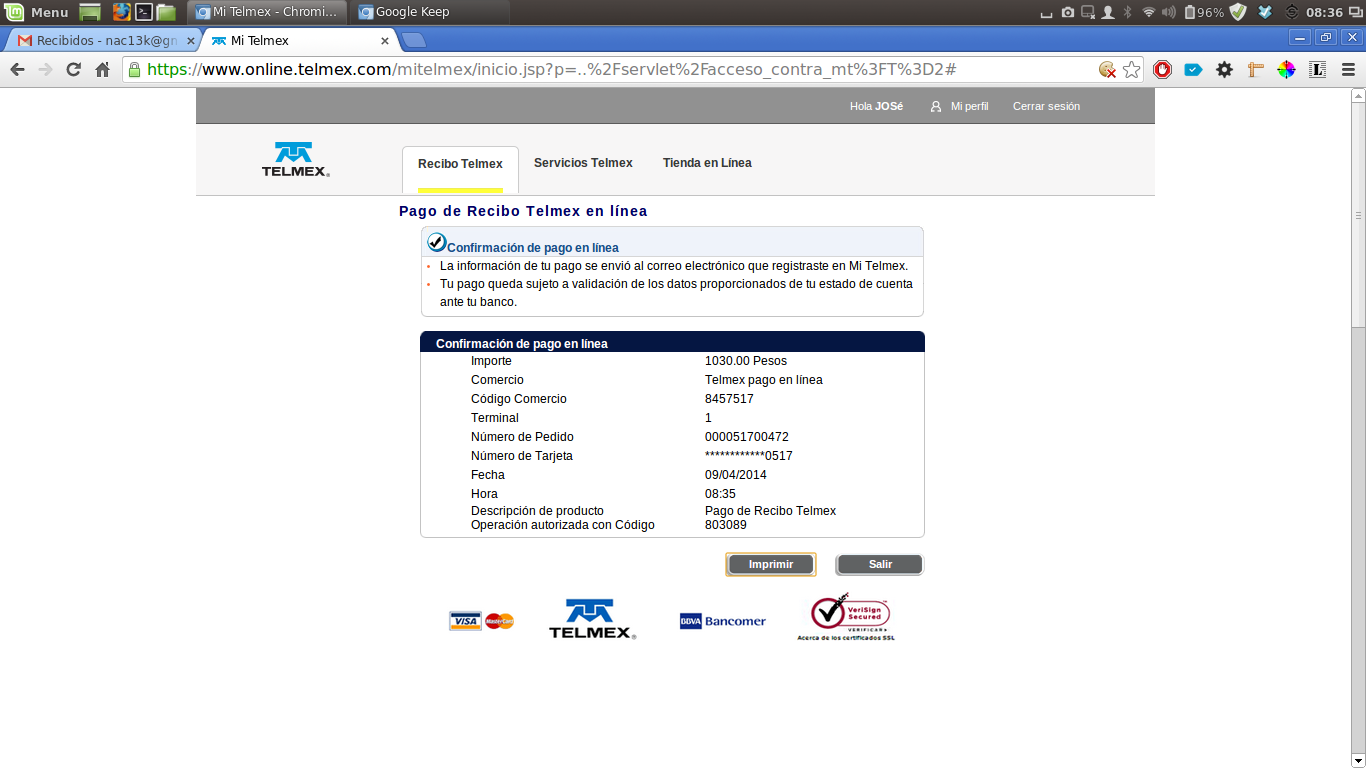 Menu
Mi Telmex - Chromi...
Google Keep
96%
08:36
Recibidos - nac13k@gn
Mi Telmex
https://www.online.telmex.com/mitelmex/inicio.jsp?p=..%2Fservlet%2Facceso_contra_mt%3FT%3D2#
Hola JOSé
Mi perfil
Cerrar sesión
TELMEX®
Recibo Telmex
Servicios Telmex
Tienda en Línea
Pago de Recibo Telmex en línea
Confirmación de pago en línea
La información de tu pago se envió al correo electrónico que registraste en Mi Telmex.
Tu pago queda sujeto a validación de los datos proporcionados de tu estado de cuenta
ante tu banco.
Confirmación de pago en línea
Importe 1030.00 Pesos
Comercio Telmex pago en línea
Código Comercio 8457517
Terminal 1
Número de Pedido 000051700472
Número de Tarjeta ************0517
Fecha 09/04/2014
Hora 08:35
Descripción de producto Pago de Recibo Telmex
Operación autorizada con Código 803089
Imprimir
Salir
VISA MasterCard
TELMEX®
BBVA Bancomer
VeriSign
Secured
VERIFICAR
Acerca de los certificados SSL